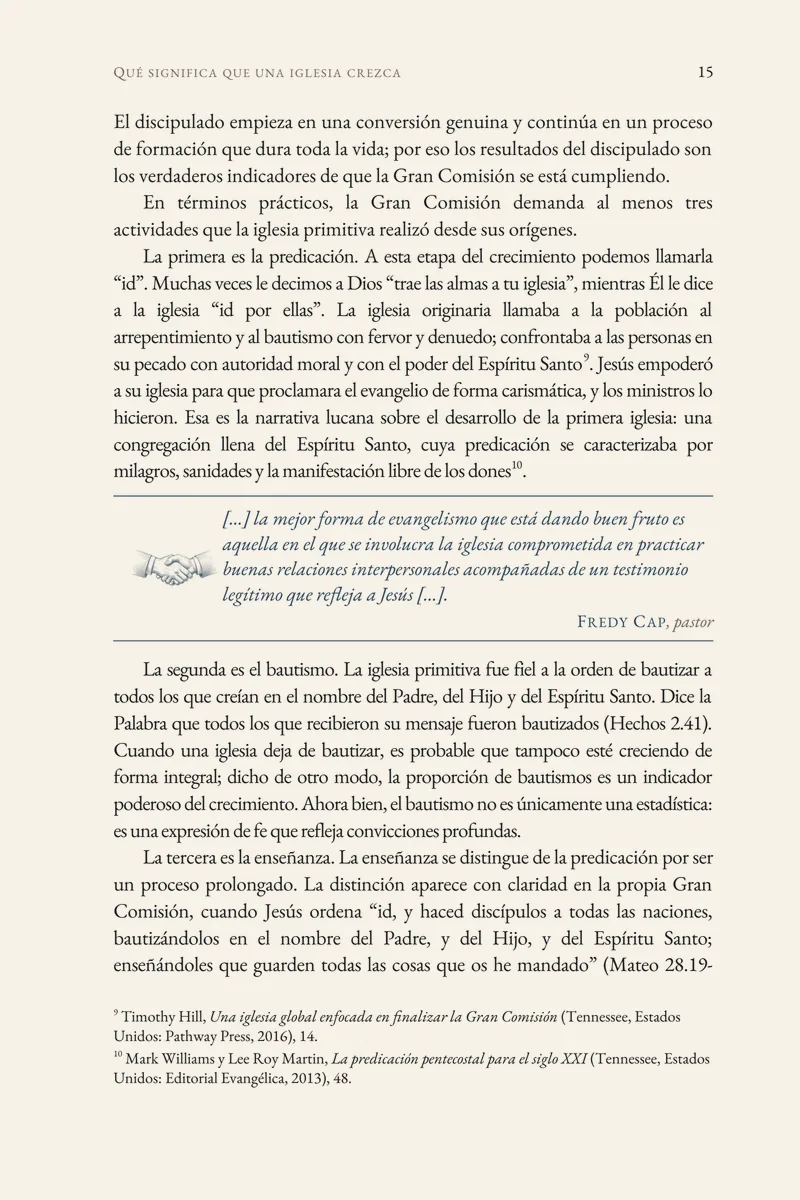 Qué significa que una iglesia crezca 15
El discipulado empieza en una conversión genuina y continúa en un proceso
de formación que dura toda la vida; por eso los resultados del discipulado son
los verdaderos indicadores de que la Gran Comisión se está cumpliendo.
En términos prácticos, la Gran Comisión demanda al menos tres
actividades que la iglesia primitiva realizó desde sus orígenes.
La primera es la predicación. A esta etapa del crecimiento podemos llamarla
“id”. Muchas veces le decimos a Dios “trae las almas a tu iglesia”, mientras Él le dice
a la iglesia “id por ellas”. La iglesia originaria llamaba a la población al
arrepentimiento y al bautismo con fervor y denuedo; confrontaba a las personas en
su pecado con autoridad moral y con el poder del Espíritu Santo⁹. Jesús empoderó
a su iglesia para que proclamara el evangelio de forma carismática, y los ministros lo
hicieron. Esa es la narrativa lucana sobre el desarrollo de la primera iglesia: una
congregación llena del Espíritu Santo, cuya predicación se caracterizaba por
milagros, sanidades y la manifestación libre de los dones¹⁰.
[...] la mejor forma de evangelismo que está dando buen fruto es
aquella en el que se involucra la iglesia comprometida en practicar
buenas relaciones interpersonales acompañadas de un testimonio
legítimo que refleja a Jesús [...].
Fredy Cap, pastor
La segunda es el bautismo. La iglesia primitiva fue fiel a la orden de bautizar a
todos los que creían en el nombre del Padre, del Hijo y del Espíritu Santo. Dice la
Palabra que todos los que recibieron su mensaje fueron bautizados (Hechos 2.41).
Cuando una iglesia deja de bautizar, es probable que tampoco esté creciendo de
forma integral; dicho de otro modo, la proporción de bautismos es un indicador
poderoso del crecimiento. Ahora bien, el bautismo no es únicamente una estadística:
es una expresión de fe que refleja convicciones profundas.
La tercera es la enseñanza. La enseñanza se distingue de la predicación por ser
un proceso prolongado. La distinción aparece con claridad en la propia Gran
Comisión, cuando Jesús ordena “id, y haced discípulos a todas las naciones,
bautizándolos en el nombre del Padre, y del Hijo, y del Espíritu Santo;
enseñándoles que guarden todas las cosas que os he mandado” (Mateo 28.19-
⁹ Timothy Hill, Una iglesia global enfocada en finalizar la Gran Comisión (Tennessee, Estados
Unidos: Pathway Press, 2016), 14.
¹⁰ Mark Williams y Lee Roy Martin, La predicación pentecostal para el siglo XXI (Tennessee, Estados
Unidos: Editorial Evangélica, 2013), 48.